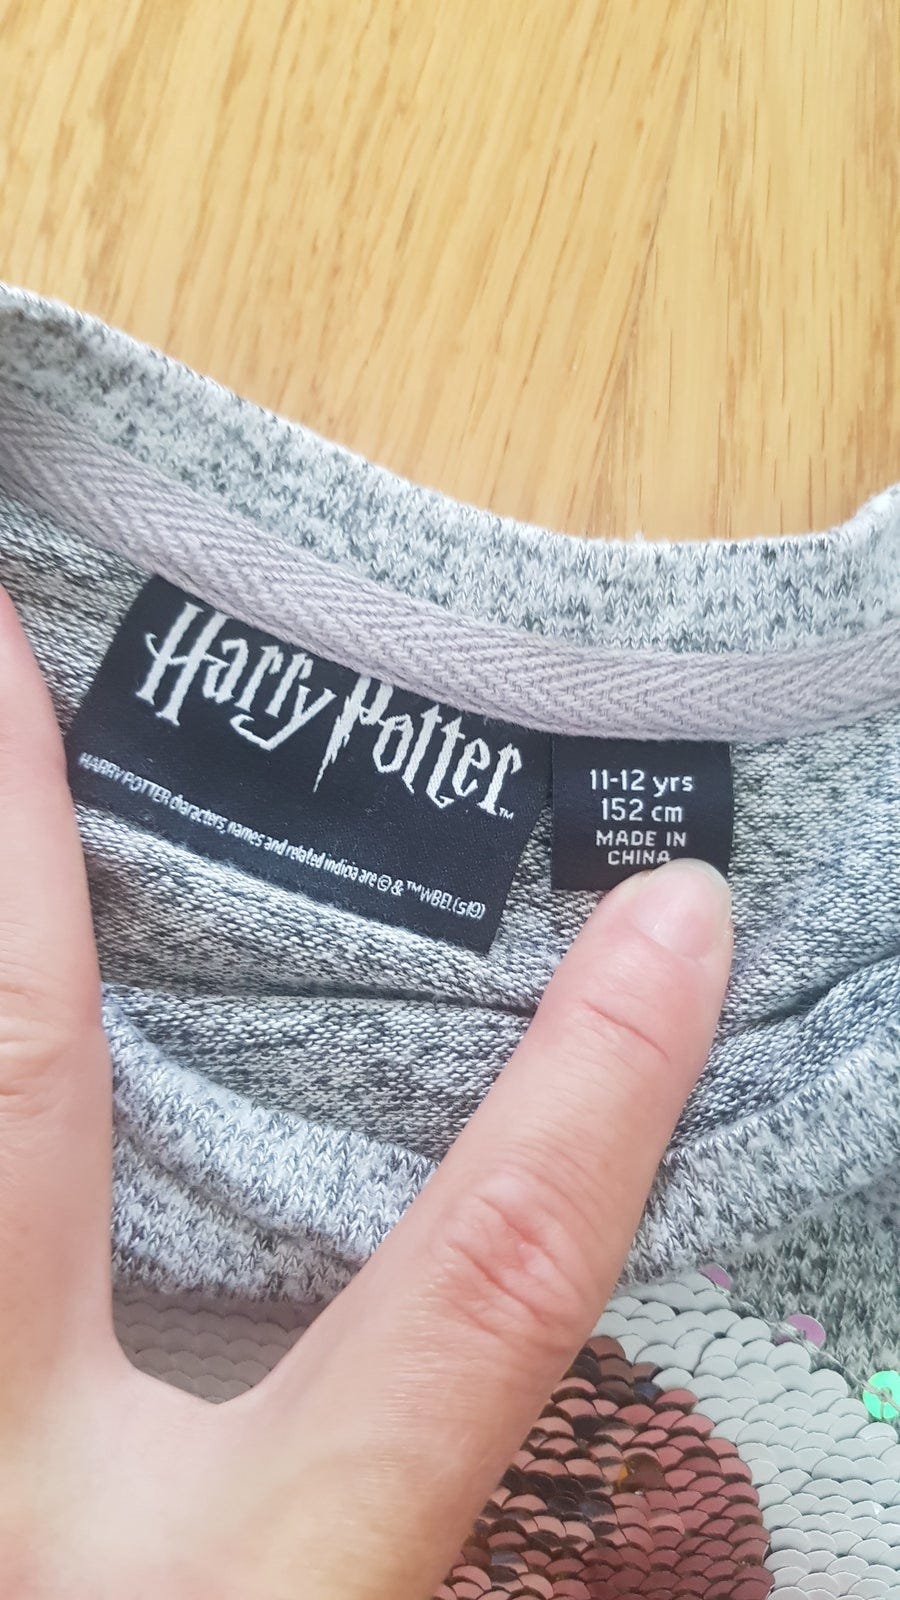 Harry Potter™
HARRY POTTER characters, names and related indicia are © & ™ WBEI. (s19)
11-12 yrs
152 cm
MADE IN
CHINA